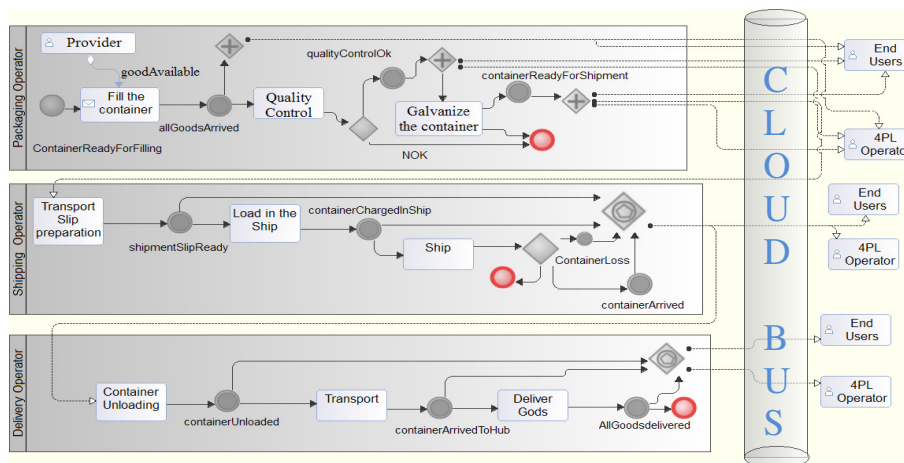 Packaging Operator
Provider
goodAvailable
Fill the
container
ContainerReadyForFilling
allGoodsArrived
Quality
Control
qualityControlOk
NOK
Galvanize
the container
containerReadyForShipment
End
Users
4PL
Operator
Shipping Operator
Transport
Slip
preparation
shipmentSlipReady
Load in the
Ship
containerChargedInShip
Ship
ContainerLoss
containerArrived
End
Users
4PL
Operator
Delivery Operator
Container
Unloading
containerUnloaded
Transport
containerArrivedToHub
Deliver
Gods
AllGoodsdelivered
End
Users
4PL
Operator
CLOUD BUS